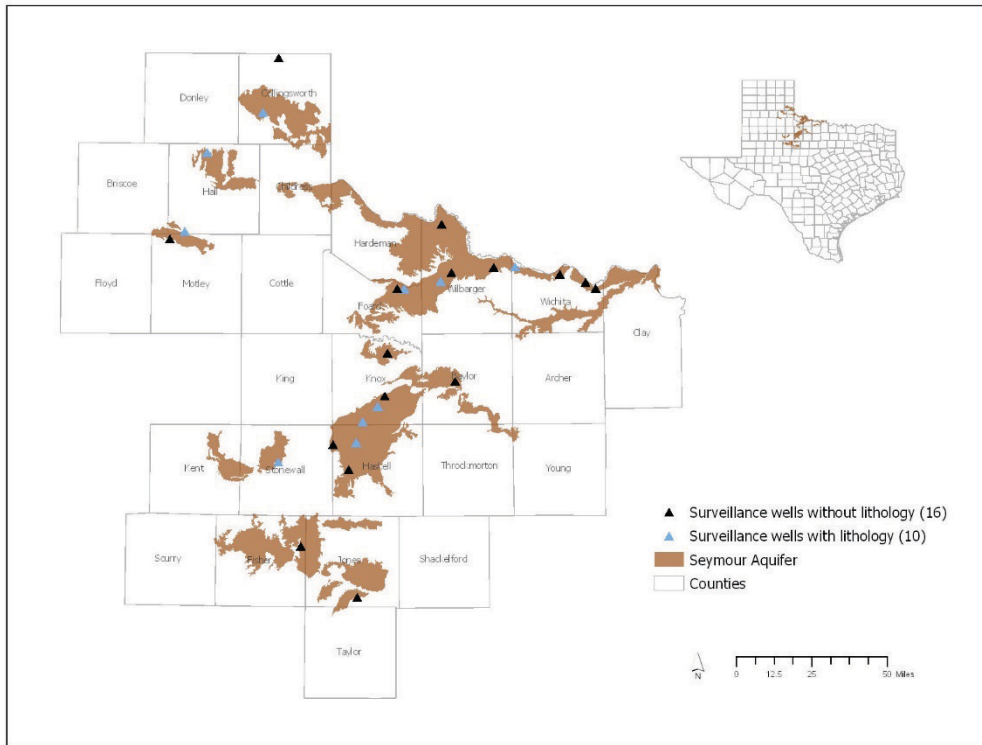 Donley
Collingsworth
Briscoe
Hall
Childress
Hardeman
Floyd
Motley
Cottle
Foard
Wilbarger
Wichita
Clay
King
Knox
Baylor
Archer
Kent
Stonewall
Haskell
Throckmorton
Young
Scurry
Fisher
Jones
Shackelford
Taylor
Surveillance wells without lithology (16)
Surveillance wells with lithology (10)
Seymour Aquifer
Counties
N
0 12.5 25 50 Miles